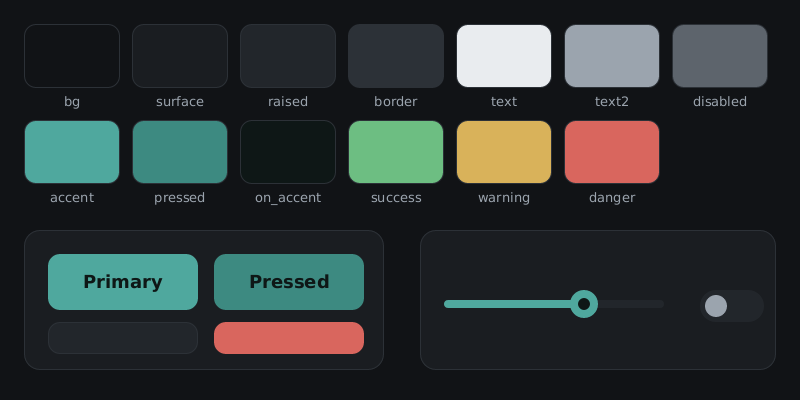 bg surface raised border text text2 disabled
accent pressed on_accent success warning danger
Primary Pressed